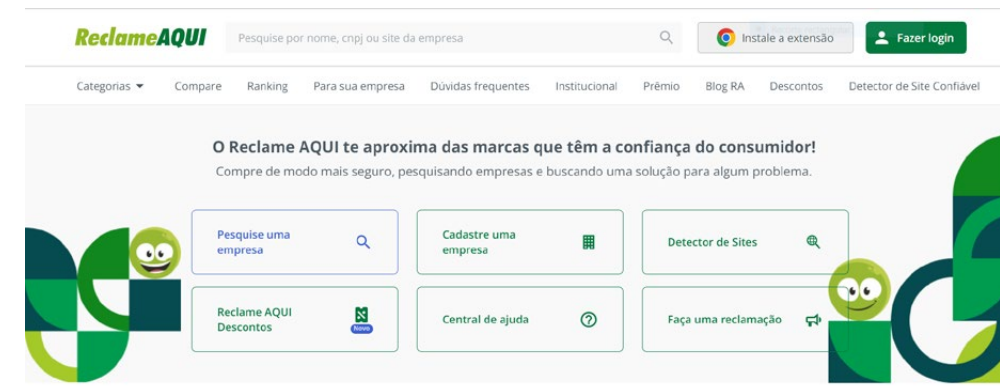 ReclameAQUI
Pesquise por nome, cnpj ou site da empresa
Instale a extensão
Fazer login
Categorias
Compare
Ranking
Para sua empresa
Dúvidas frequentes
Institucional
Prêmio
Blog RA
Descontos
Detector de Site Confiável
O Reclame AQUI te aproxima das marcas que têm a confiança do consumidor!
Compre de modo mais seguro, pesquisando empresas e buscando uma solução para algum problema.
Pesquise uma
empresa
Cadastre uma
empresa
Detector de Sites
Reclame AQUI
Descontos
Novo
Central de ajuda
Faça uma reclamação